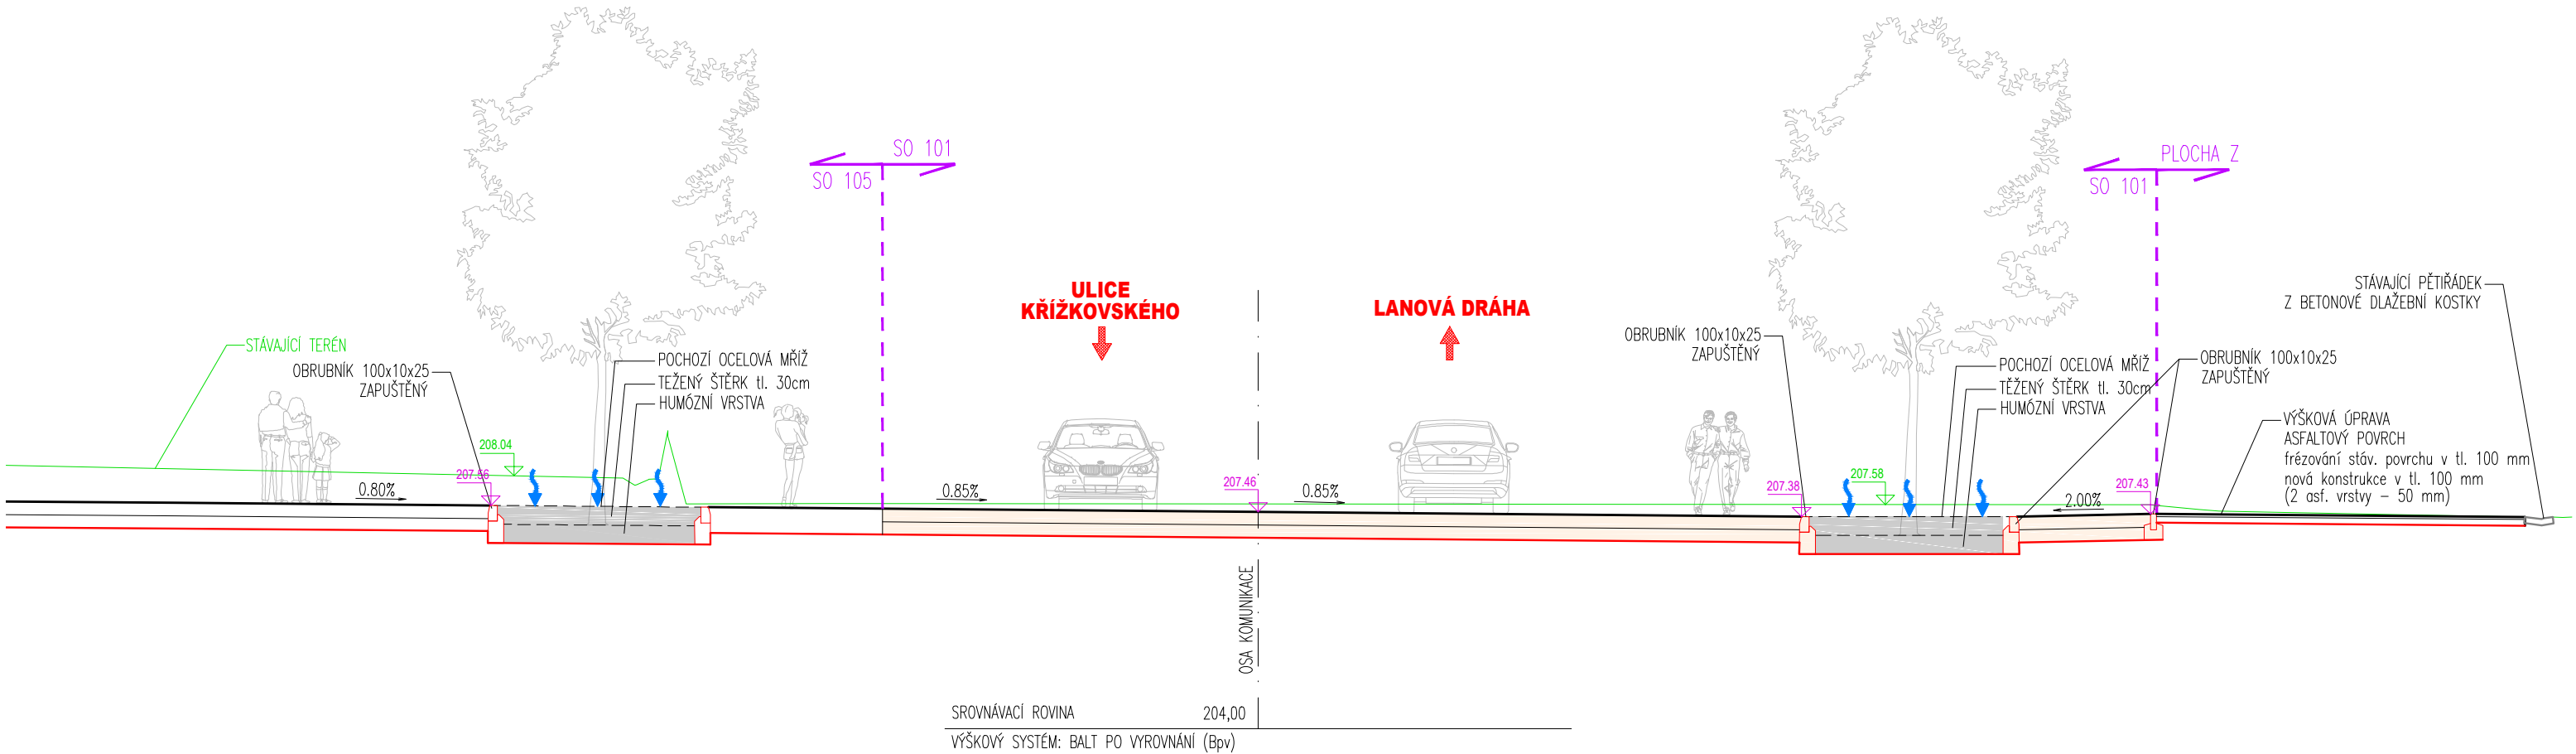 SO 101
SO 105
PLOCHA Z
SO 101
ULICE
KŘÍŽKOVSKÉHO
LANOVÁ DRÁHA
STÁVAJÍCÍ PĚTIŘÁDEK
Z BETONOVÉ DLAŽEBNÍ KOSTKY
STÁVAJÍCÍ TERÉN
OBRUBNÍK 100x10x25
ZAPUŠTĚNÝ
POCHOZÍ OCELOVÁ MŘÍŽ
TEŽENÝ ŠTĚRK tl. 30cm
HUMÓZNÍ VRSTVA
OBRUBNÍK 100x10x25
ZAPUŠTĚNÝ
POCHOZÍ OCELOVÁ MŘÍŽ
TĚŽENÝ ŠTĚRK tl. 30cm
HUMÓZNÍ VRSTVA
OBRUBNÍK 100x10x25
ZAPUŠTĚNÝ
VÝŠKOVÁ ÚPRAVA
ASFALTOVÝ POVRCH
frézování stáv. povrchu v tl. 100 mm
nová konstrukce v tl. 100 mm
(2 asf. vrstvy – 50 mm)
208.04
207.56
0.80%
0.85%
207.46
0.85%
207.38
207.58
2.00%
207.43
OSA KOMUNIKACE
SROVNÁVACÍ ROVINA 204,00
VÝŠKOVÝ SYSTÉM: BALT PO VYROVNÁNÍ (Bpv)